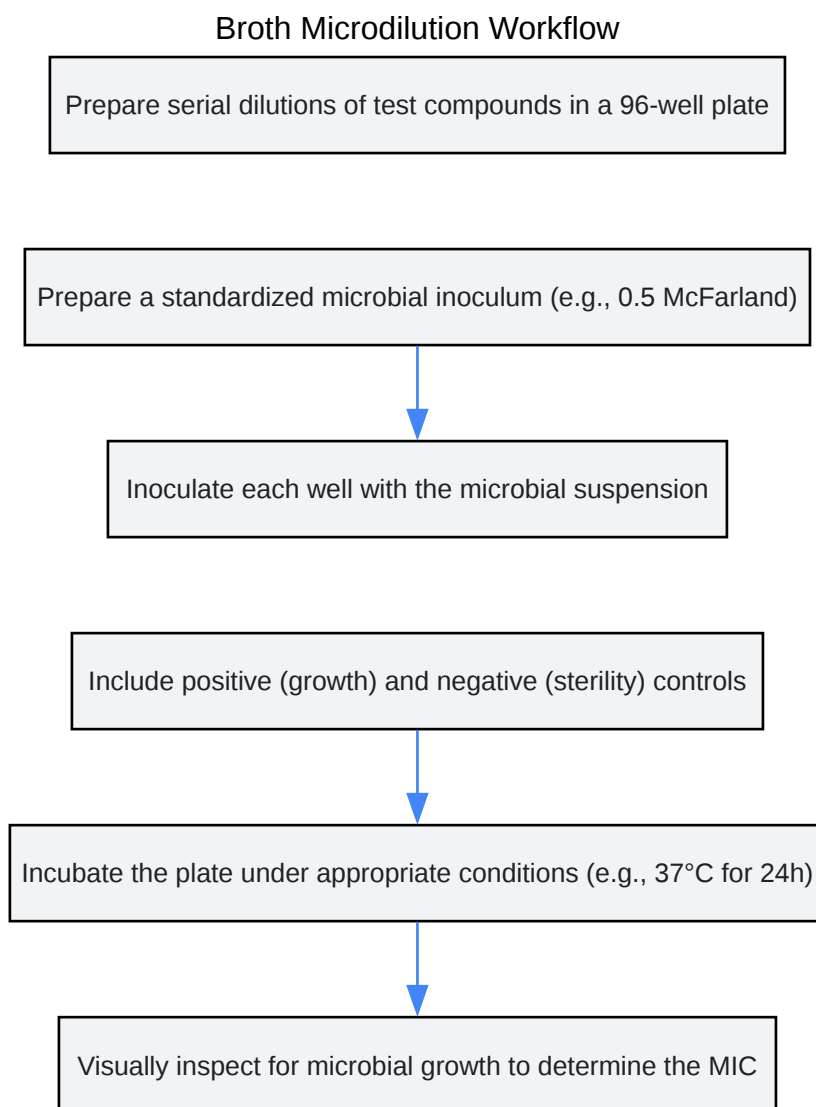 Broth Microdilution Workflow
Prepare serial dilutions of test compounds in a 96-well plate
Prepare a standardized microbial inoculum (e.g., 0.5 McFarland)
Inoculate each well with the microbial suspension
Include positive (growth) and negative (sterility) controls
Incubate the plate under appropriate conditions (e.g., 37°C for 24h)
Visually inspect for microbial growth to determine the MIC